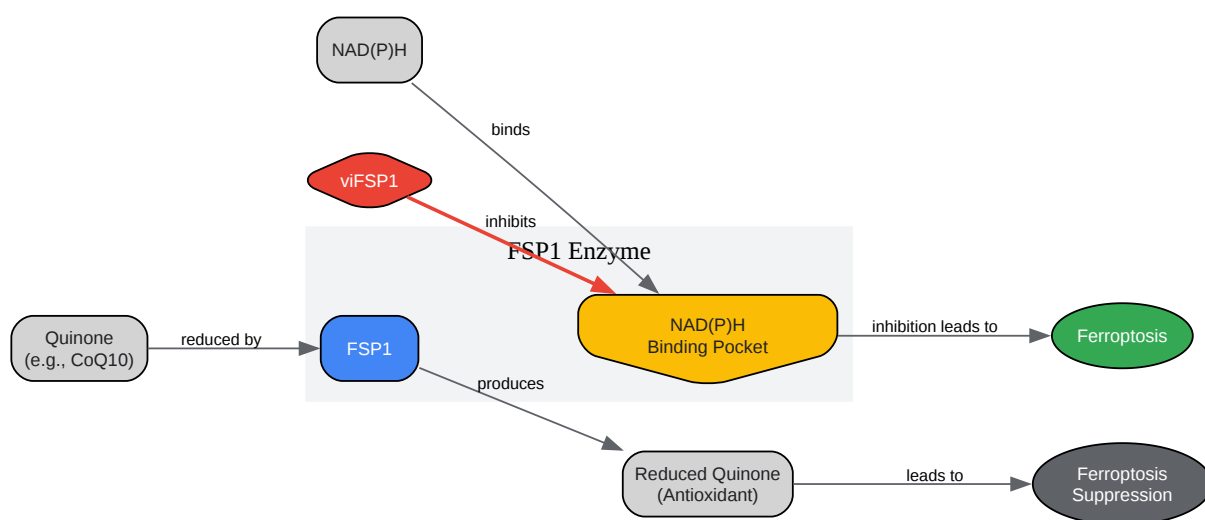 NAD(P)H
binds
viFSP1
inhibits
FSP1 Enzyme
Quinone
(e.g., CoQ10)
reduced by
FSP1
NAD(P)H
Binding Pocket
inhibition leads to
Ferroptosis
produces
Reduced Quinone
(Antioxidant)
leads to
Ferroptosis
Suppression